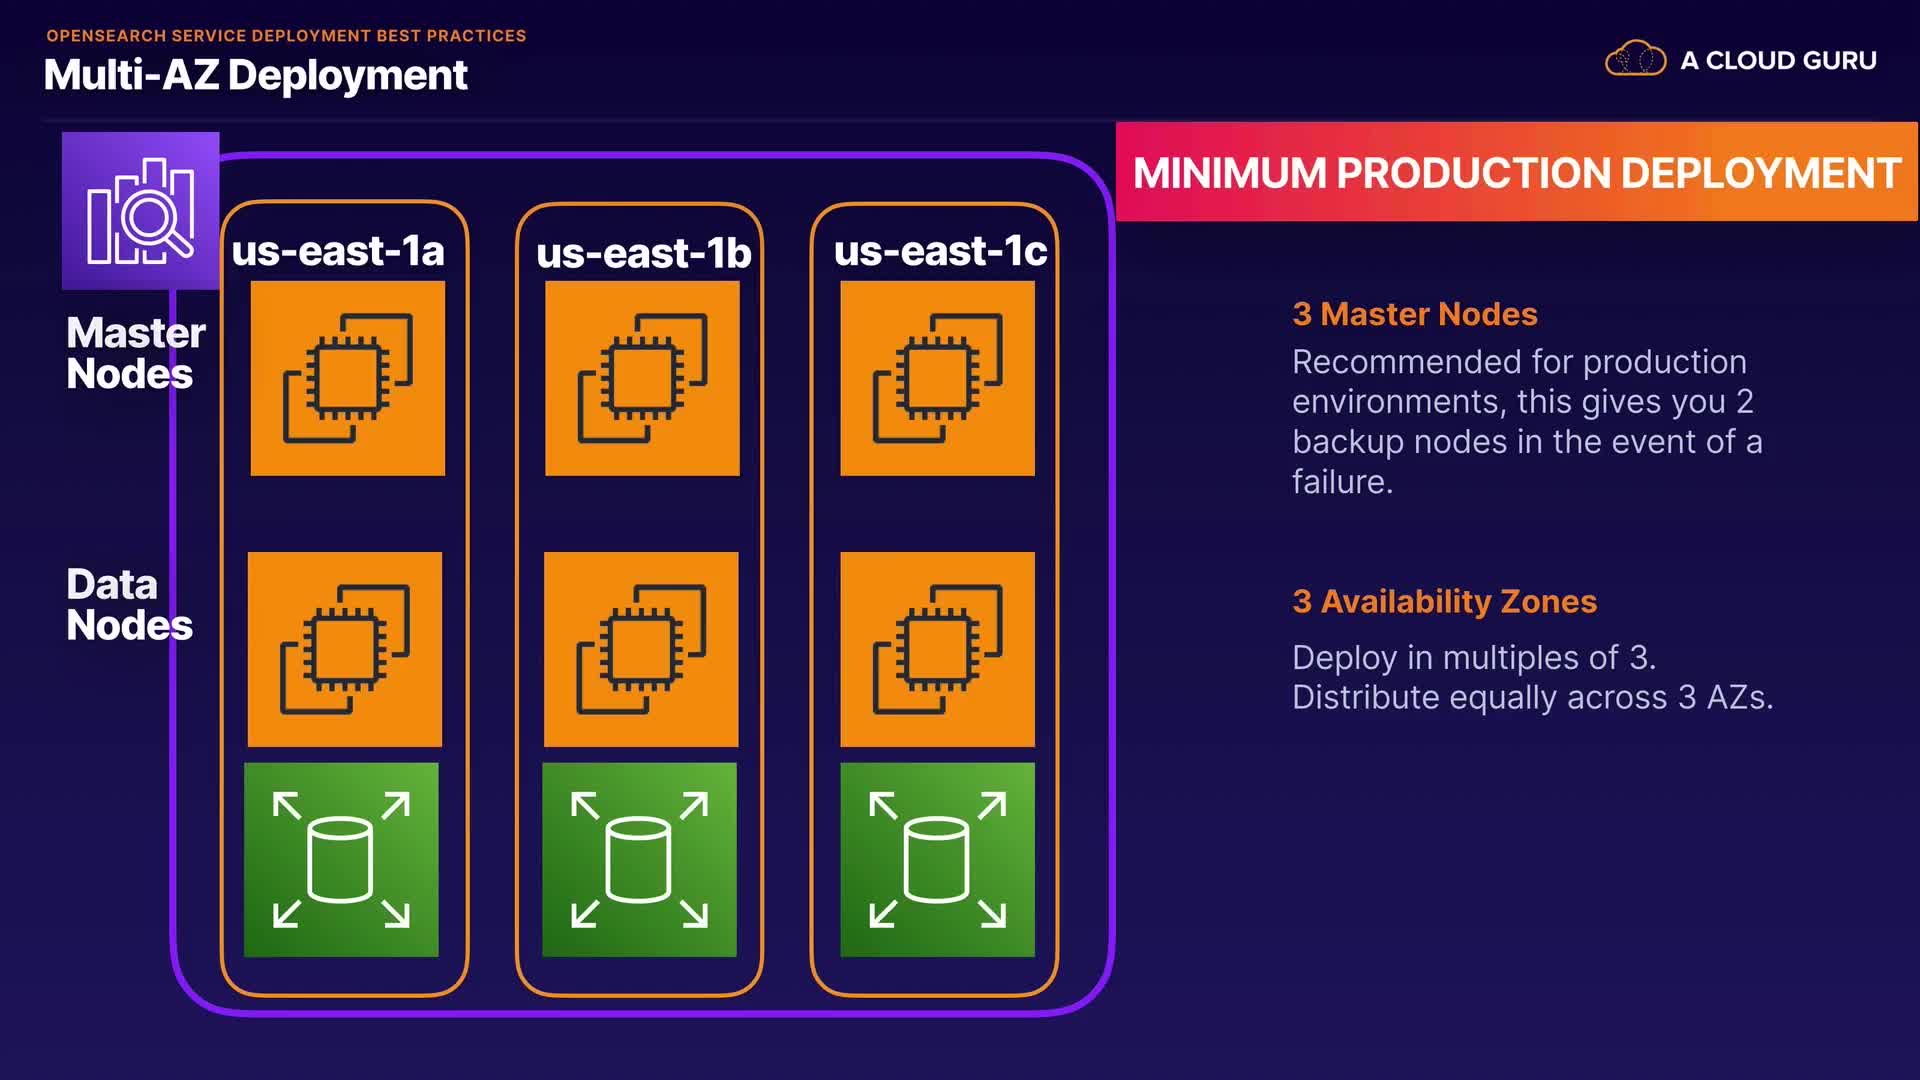 OPENSEARCH SERVICE DEPLOYMENT BEST PRACTICES
Multi-AZ Deployment
A CLOUD GURU
MINIMUM PRODUCTION DEPLOYMENT
us-east-1a
us-east-1b
us-east-1c
Master
Nodes
Data
Nodes
3 Master Nodes
Recommended for production
environments, this gives you 2
backup nodes in the event of a
failure.
3 Availability Zones
Deploy in multiples of 3.
Distribute equally across 3 AZs.